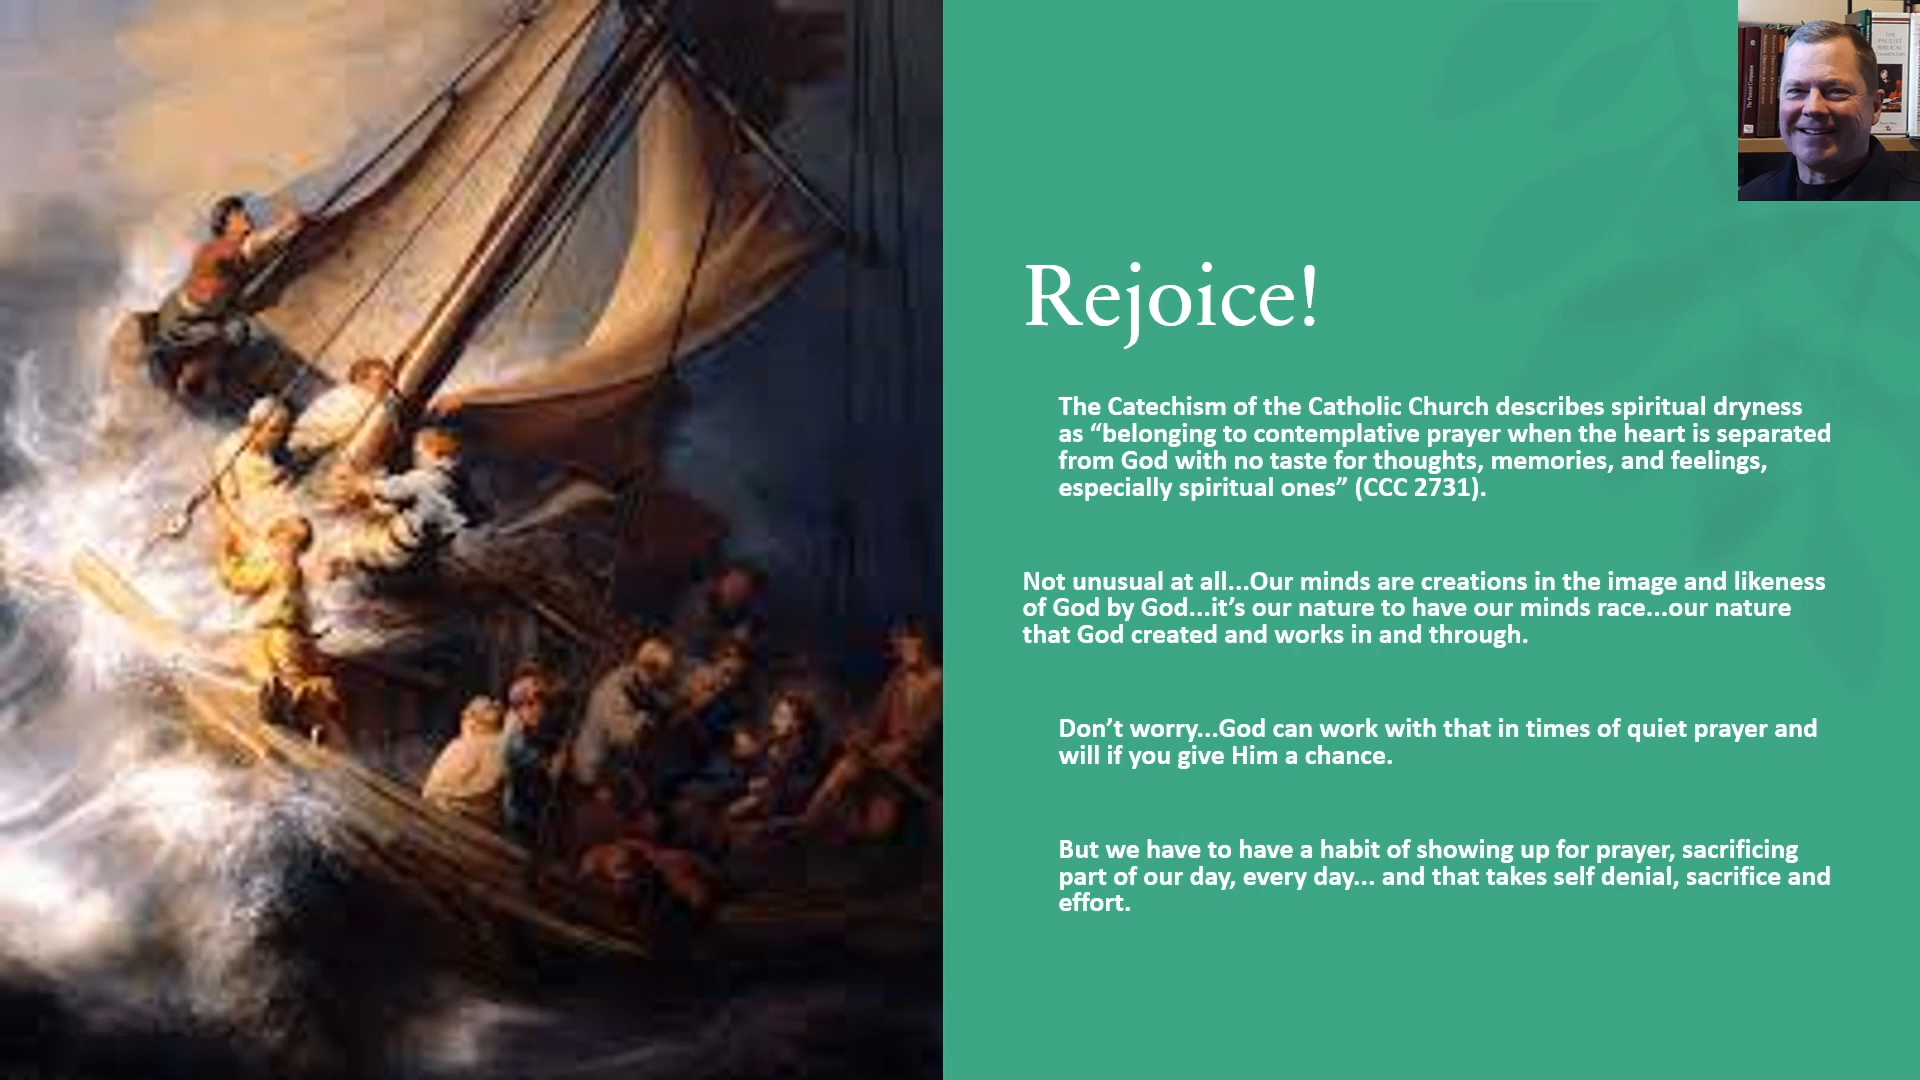 THE
PAULIST
BIBLICAL
COMMENTARY
Rejoice!
The Catechism of the Catholic Church describes spiritual dryness
as “belonging to contemplative prayer when the heart is separated
from God with no taste for thoughts, memories, and feelings,
especially spiritual ones” (CCC 2731).
Not unusual at all...Our minds are creations in the image and likeness
of God by God...it’s our nature to have our minds race...our nature
that God created and works in and through.
Don’t worry...God can work with that in times of quiet prayer and
will if you give Him a chance.
But we have to have a habit of showing up for prayer, sacrificing
part of our day, every day... and that takes self denial, sacrifice and
effort.